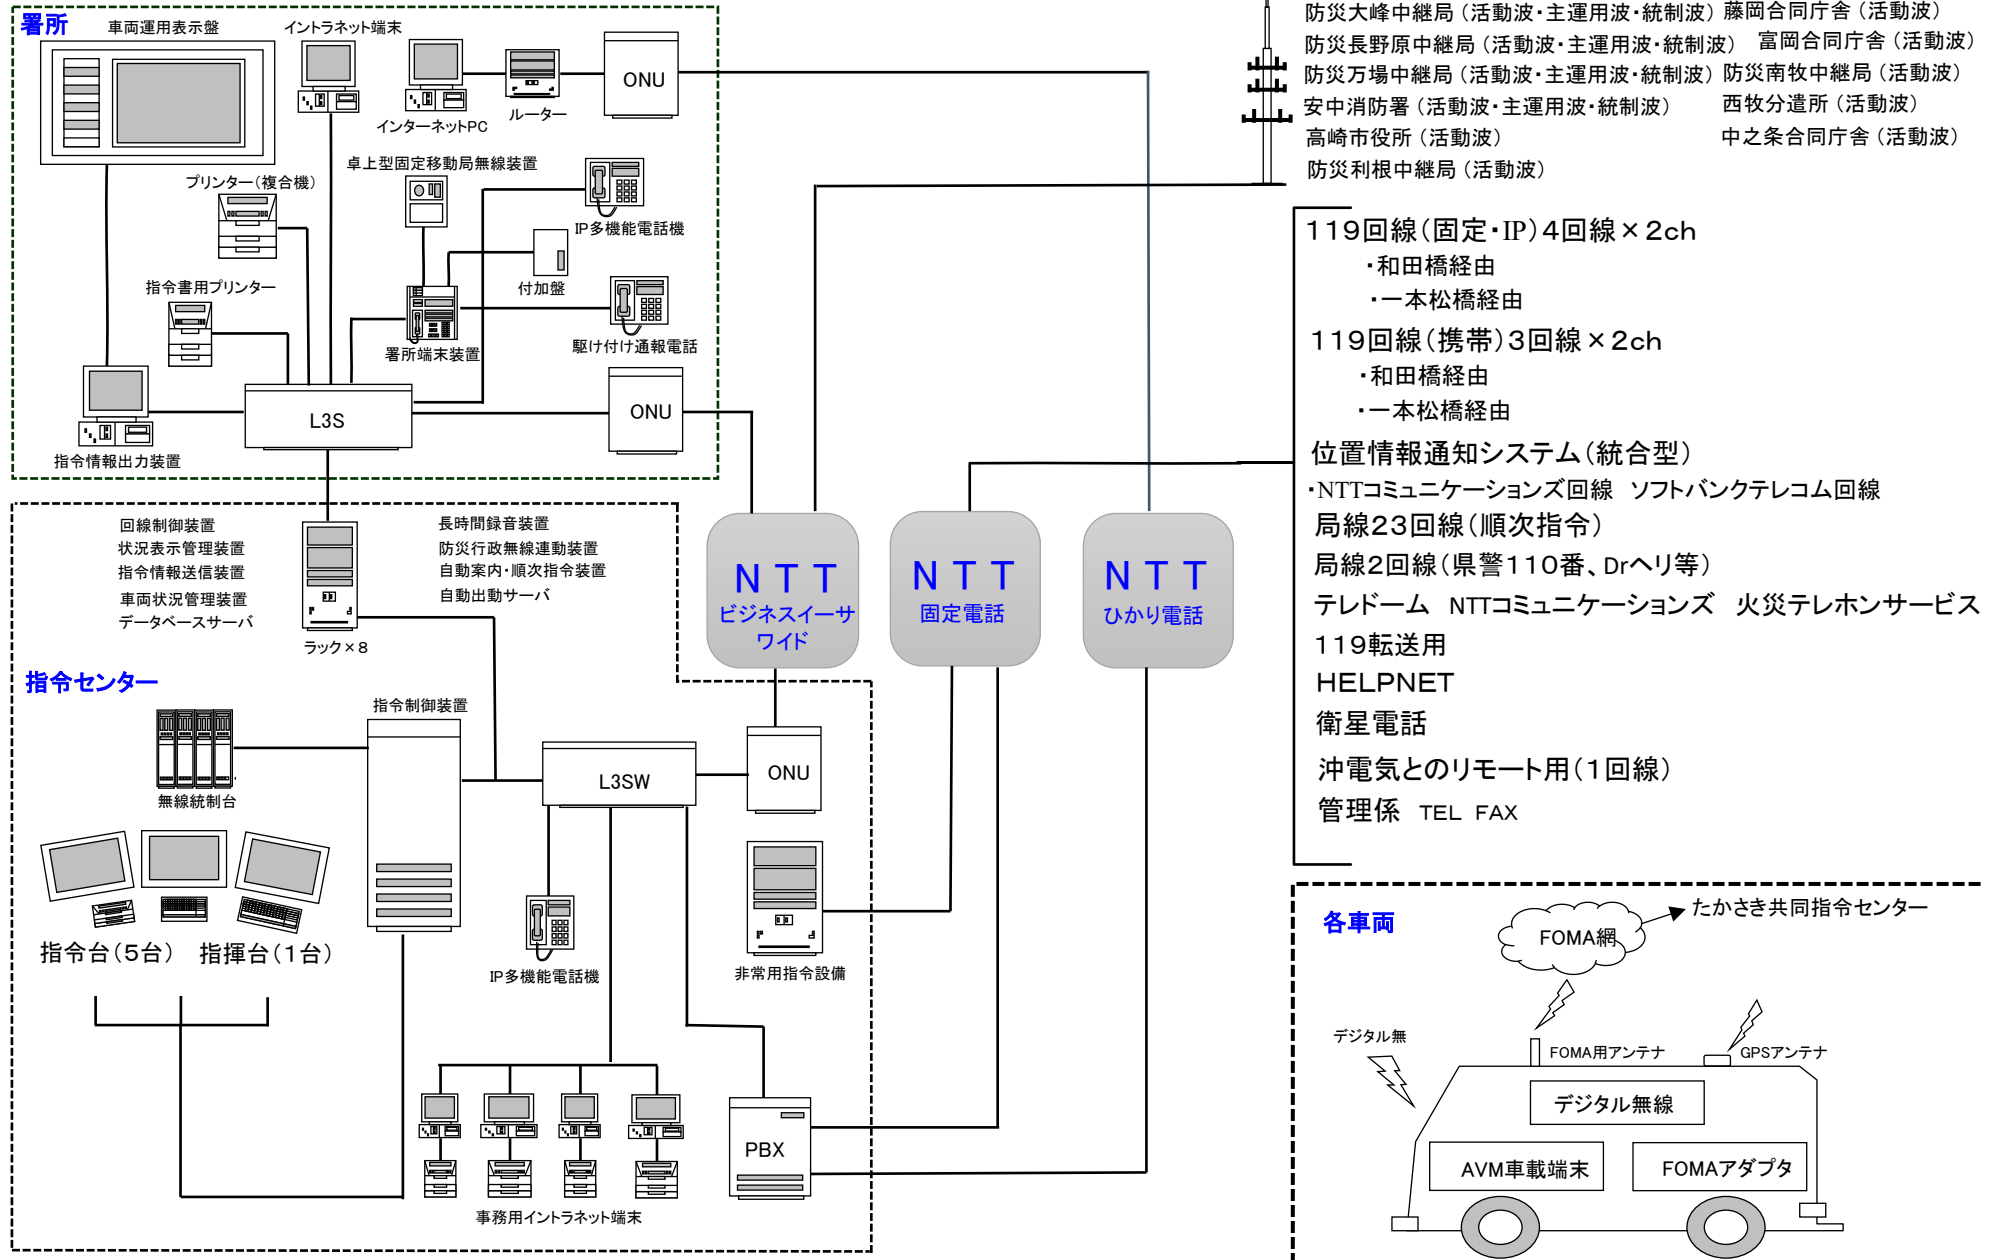 署所
車両運用表示盤
イントラネット端末
インターネットPC
ルーター
ONU
卓上型固定移動局無線装置
プリンター(複合機)
IP多機能電話機
付加盤
指令書用プリンター
署所端末装置
駆け付け通報電話
L3S
ONU
指令情報出力装置
防災大峰中継局(活動波・主運用波・統制波)
防災長野原中継局(活動波・主運用波・統制波)
防災万場中継局(活動波・主運用波・統制波)
安中消防署(活動波・主運用波・統制波)
高崎市役所(活動波)
防災利根中継局(活動波)
藤岡合同庁舎(活動波)
富岡合同庁舎(活動波)
防災南牧中継局(活動波)
西牧分遣所(活動波)
中之条合同庁舎(活動波)
119回線(固定・IP)4回線×2ch
・和田橋経由
・一本松橋経由
119回線(携帯)3回線×2ch
・和田橋経由
・一本松橋経由
位置情報通知システム(統合型)
・NTTコミュニケーションズ回線 ソフトバンクテレコム回線
局線23回線(順次指令)
局線2回線(県警110番、Drヘリ等)
テレドーム NTTコミュニケーションズ 火災テレホンサービス
119転送用
HELPNET
衛星電話
沖電気とのリモート用(1回線)
管理係 TEL FAX
NTT
ビジネスイーサ
ワイド
NTT
固定電話
NTT
ひかり電話
回線制御装置
状況表示管理装置
指令情報送信装置
車両状況管理装置
データベースサーバ
長時間録音装置
防災行政無線連動装置
自動案内・順次指令装置
自動出動サーバ
ラック×8
指令センター
指令制御装置
無線統制台
L3SW
ONU
指令台(5台)
指揮台(1台)
IP多機能電話機
非常用指令設備
PBX
事務用イントラネット端末
各車両
FOMA網
たかさき共同指令センター
デジタル無
FOMA用アンテナ
GPSアンテナ
デジタル無線
AVM車載端末
FOMAアダプタ